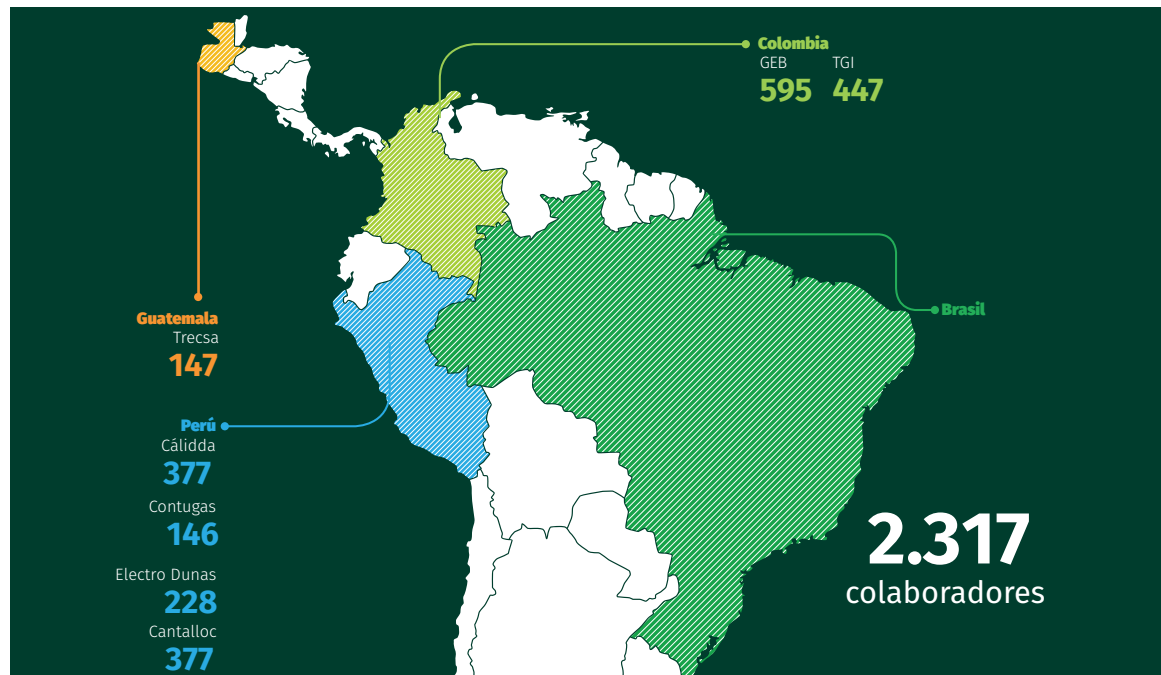 Colombia
GEB TGI
595 447
Brasil
Guatemala
Trecsa
147
Perú
Cálidda
377
Contugas
146
Electro Dunas
228
Cantalloc
377
2.317
colaboradores